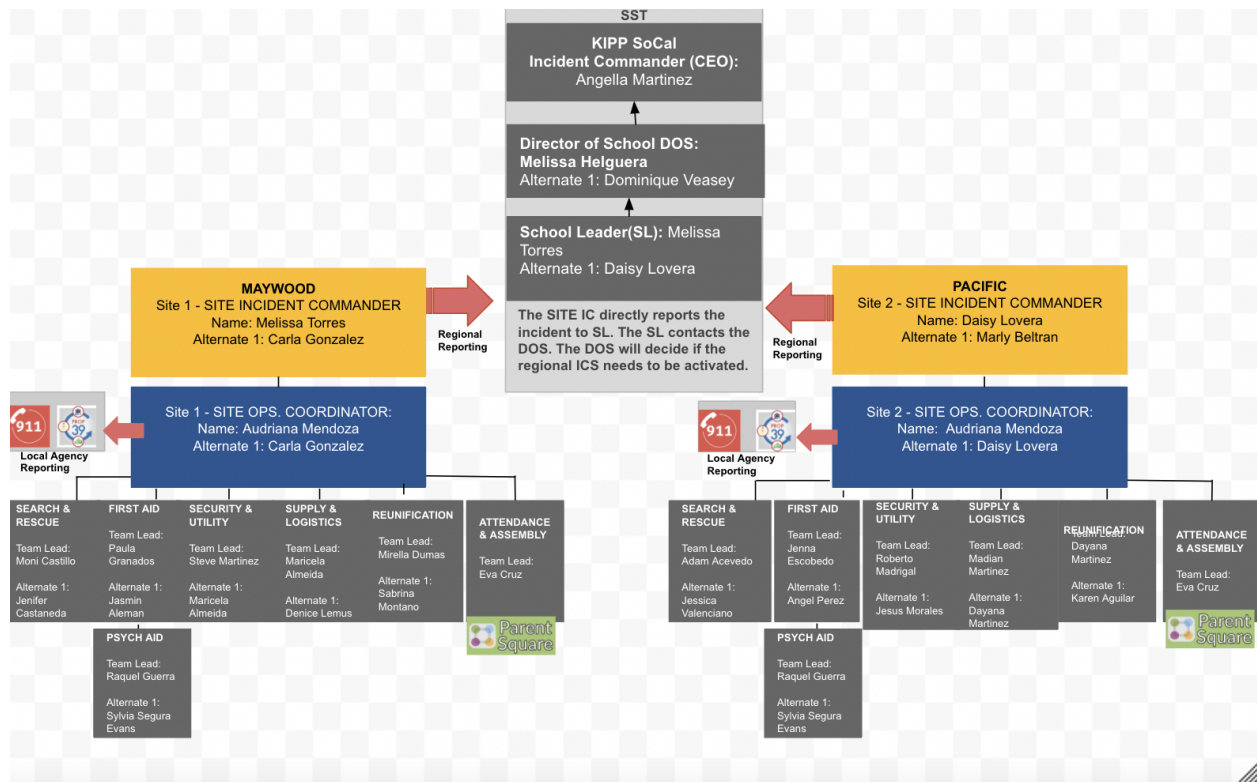 SST
KIPP SoCal
Incident Commander (CEO):
Angella Martinez
Director of School DOS:
Melissa Helguera
Alternate 1: Dominique Veasey
School Leader(SL): Melissa
Torres
Alternate 1: Daisy Lovera
The SITE IC directly reports the
incident to SL. The SL contacts the
DOS. The DOS will decide if the
regional ICS needs to be activated.
MAYWOOD
Site 1 - SITE INCIDENT COMMANDER
Name: Melissa Torres
Alternate 1: Carla Gonzalez
Regional
Reporting
Site 1 - SITE OPS. COORDINATOR:
Name: Audriana Mendoza
Alternate 1: Carla Gonzalez
911
PROP
39
Local Agency
Reporting
SEARCH &
RESCUE
Team Lead:
Moni Castillo
Alternate 1:
Jenifer
Castaneda
FIRST AID
Team Lead:
Paula
Granados
Alternate 1:
Jasmin
Aleman
SECURITY &
UTILITY
Team Lead:
Steve Martinez
Alternate 1:
Maricela
Almeida
SUPPLY &
LOGISTICS
Team Lead:
Maricela
Almeida
Alternate 1:
Denice Lemus
REUNIFICATION
Team Lead:
Mirella Dumas
Alternate 1:
Sabrina
Montano
ATTENDANCE
& ASSEMBLY
Team Lead:
Eva Cruz
Parent
Square
PSYCH AID
Team Lead:
Raquel Guerra
Alternate 1:
Sylvia Segura
Evans
PACIFIC
Site 2 - SITE INCIDENT COMMANDER
Name: Daisy Lovera
Alternate 1: Marly Beltran
Regional
Reporting
Site 2 - SITE OPS. COORDINATOR:
Name: Audriana Mendoza
Alternate 1: Daisy Lovera
911
PROP
39
Local Agency
Reporting
SEARCH &
RESCUE
Team Lead:
Adam Acevedo
Alternate 1:
Jessica
Valenciano
FIRST AID
Team Lead:
Jenna
Escobedo
Alternate 1:
Angel Perez
SECURITY &
UTILITY
Team Lead:
Roberto
Madrigal
Alternate 1:
Jesus Morales
SUPPLY &
LOGISTICS
Team Lead:
Madian
Martinez
Alternate 1:
Dayana
Martinez
REUNIFICATION
Team Lead:
Dayana
Martinez
Alternate 1:
Karen Aguilar
ATTENDANCE
& ASSEMBLY
Team Lead:
Eva Cruz
Parent
Square
PSYCH AID
Team Lead:
Raquel Guerra
Alternate 1:
Sylvia Segura
Evans